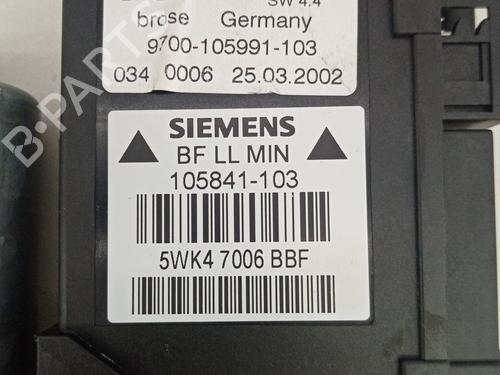 SW 4.4
brose Germany
9700-105991-103
034 0006 25.03.2002
SIEMENS
BF LL MIN
105841-103
5WK4 7006 BBF
B-PARTS